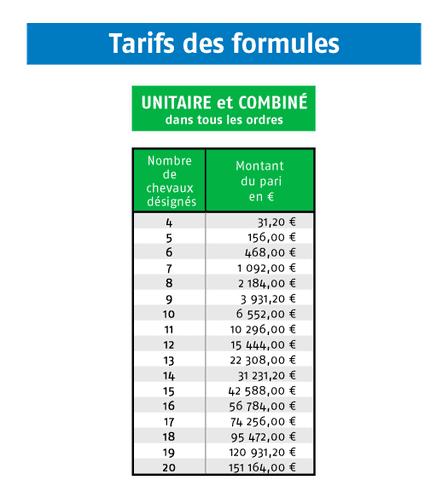 Tarifs des formules
UNITAIRE et COMBINÉ
dans tous les ordres
Nombre de chevaux désignés
Montant du pari en €
4 31,20 €
5 156,00 €
6 468,00 €
7 1 092,00 €
8 2 184,00 €
9 3 931,20 €
10 6 552,00 €
11 10 296,00 €
12 15 444,00 €
13 22 308,00 €
14 31 231,20 €
15 42 588,00 €
16 56 784,00 €
17 74 256,00 €
18 95 472,00 €
19 120 931,20 €
20 151 164,00 €